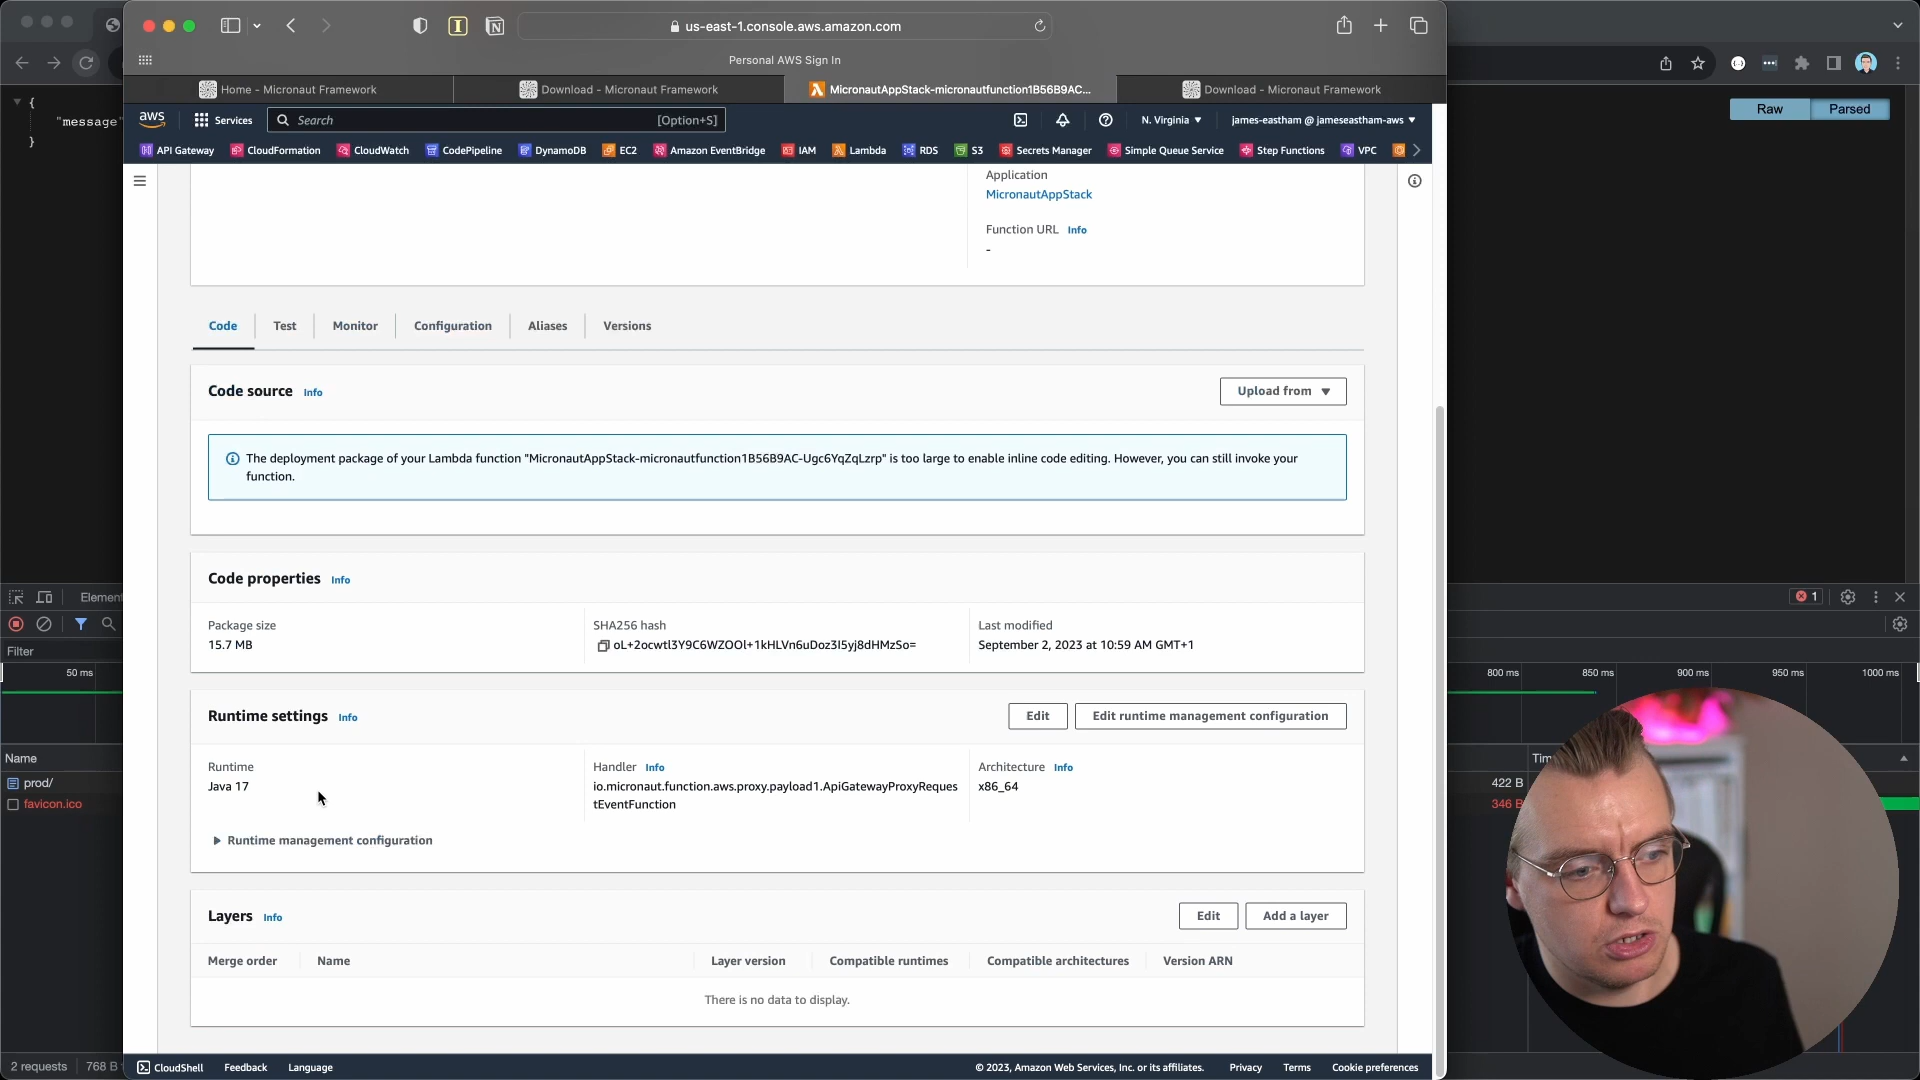 us-east-1.console.aws.amazon.com
Personal AWS Sign In
Home - Micronaut Framework
Download - Micronaut Framework
MicronautAppStack-micronautfunction1B56B9AC...
Download - Micronaut Framework
aws
Services
Search
[Option+S]
N. Virginia
james-eastham @ jameseastham-aws
API Gateway
CloudFormation
CloudWatch
CodePipeline
DynamoDB
EC2
Amazon EventBridge
IAM
Lambda
RDS
S3
Secrets Manager
Simple Queue Service
Step Functions
VPC
{
"message"
}
Raw
Parsed
Application
MicronautAppStack
Function URL Info
-
Code
Test
Monitor
Configuration
Aliases
Versions
Code source Info
Upload from
The deployment package of your Lambda function "MicronautAppStack-micronautfunction1B56B9AC-Ugc6YqZqLzrp" is too large to enable inline code editing. However, you can still invoke your
function.
Code properties Info
Package size
15.7 MB
SHA256 hash
oL+2ocwtl3Y9C6WZOOl+1kHLVn6uDoz3I5yj8dHMzSo=
Last modified
September 2, 2023 at 10:59 AM GMT+1
Runtime settings Info
Edit
Edit runtime management configuration
Runtime
Java 17
Handler Info
io.micronaut.function.aws.proxy.payload1.ApiGatewayProxyReques
tEventFunction
Architecture Info
x86_64
Runtime management configuration
Layers Info
Edit
Add a layer
Merge order
Name
Layer version
Compatible runtimes
Compatible architectures
Version ARN
There is no data to display.
CloudShell
Feedback
Language
© 2023, Amazon Web Services, Inc. or its affiliates.
Privacy
Terms
Cookie preferences
Elemen
1
Filter
50 ms
800 ms
850 ms
900 ms
950 ms
1000 ms
Name
Tim
prod/
422 B
favicon.ico
346 B
2 requests
768 B